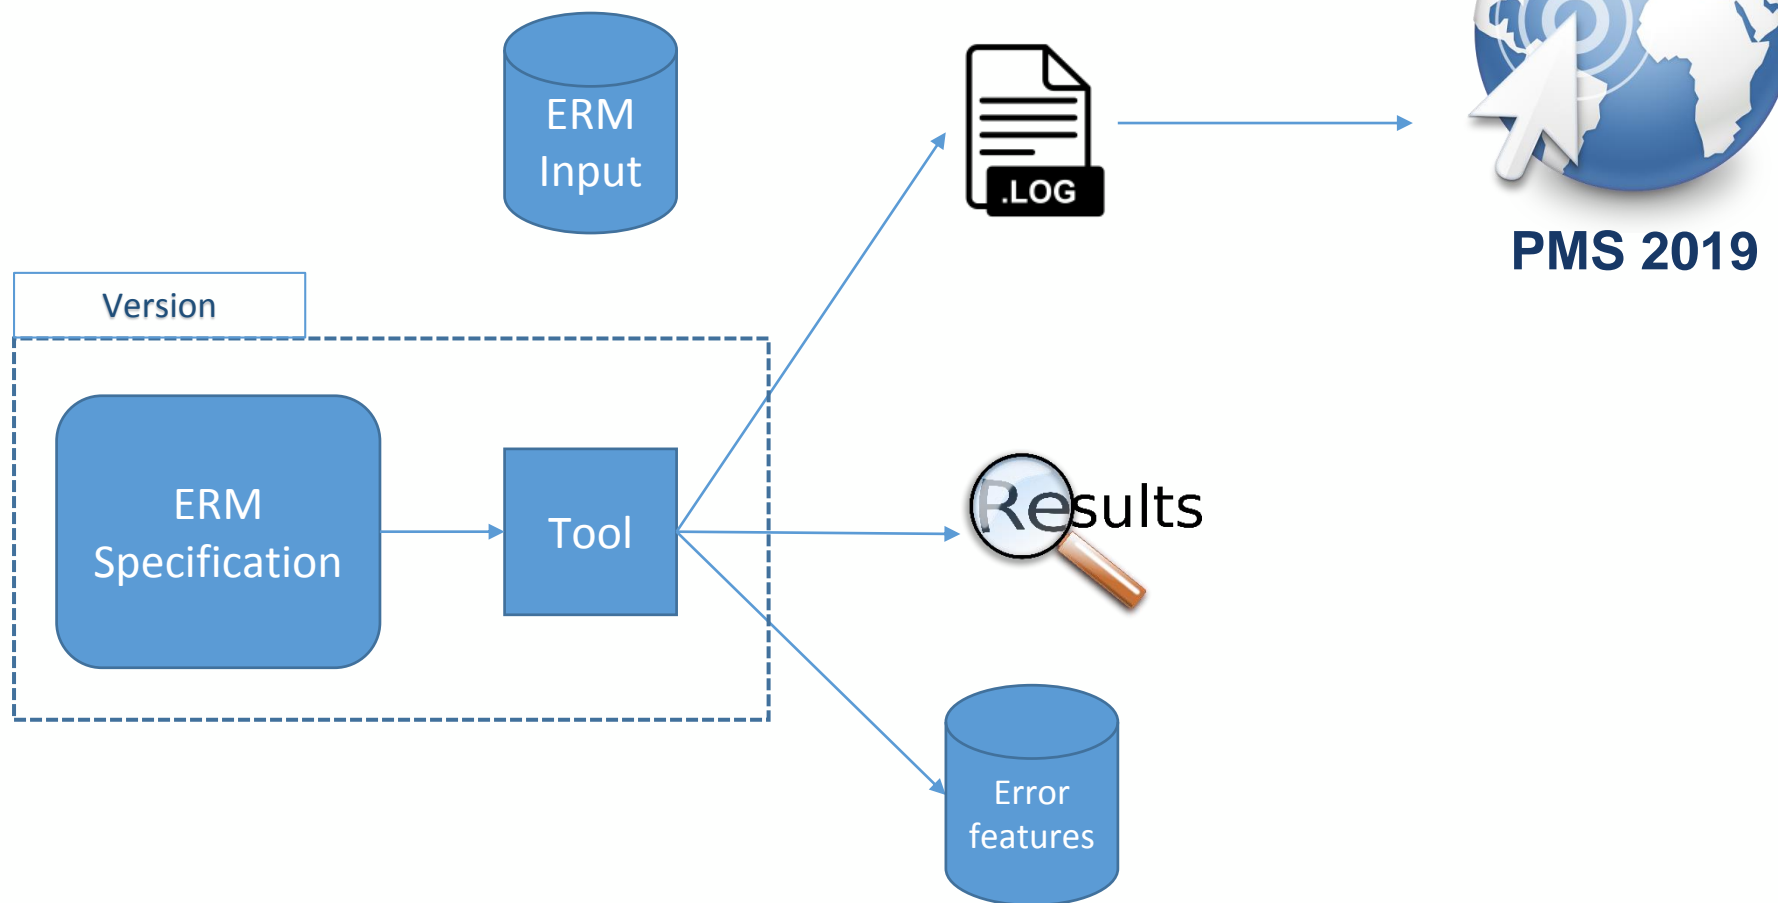 ERM
Input
.LOG
PMS 2019
Version
ERM
Specification
Tool
Results
Error
features